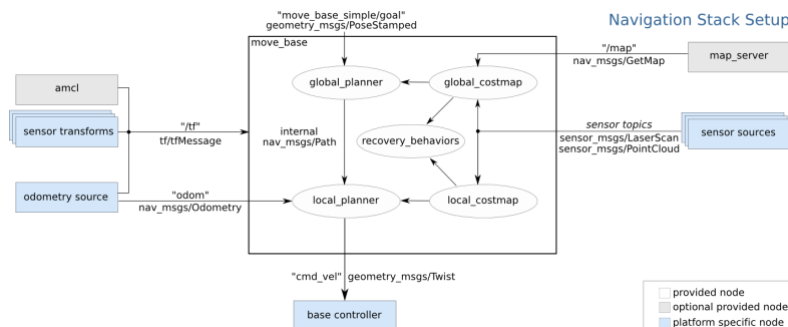 Navigation Stack Setup
"move_base_simple/goal"
geometry_msgs/PoseStamped
move_base
"/map"
nav_msgs/GetMap
map_server
global_planner
global_costmap
amcl
sensor transforms
"/tf"
tf/tfMessage
internal
nav_msgs/Path
recovery_behaviors
sensor topics
sensor_msgs/LaserScan
sensor_msgs/PointCloud
sensor sources
odometry source
"odom"
nav_msgs/Odometry
local_planner
local_costmap
"cmd_vel" geometry_msgs/Twist
base controller
provided node
optional provided node
platform specific node